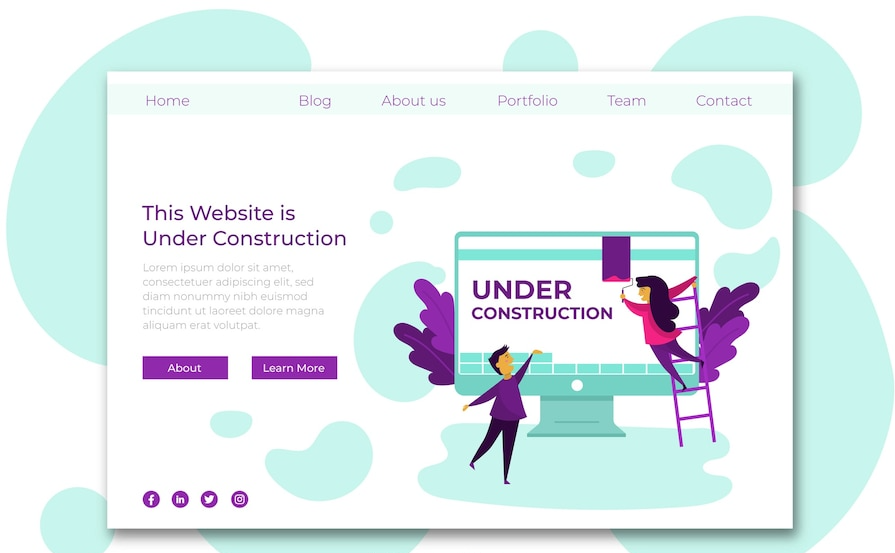 Home Blog About us Portfolio Team Contact
This Website is
Under Construction
Lorem ipsum dolor sit amet,
consectetuer adipiscing elit, sed
diam nonummy nibh euismod
tincidunt ut laoreet dolore magna
aliquam erat volutpat.
About Learn More
UNDER
CONSTRUCTION